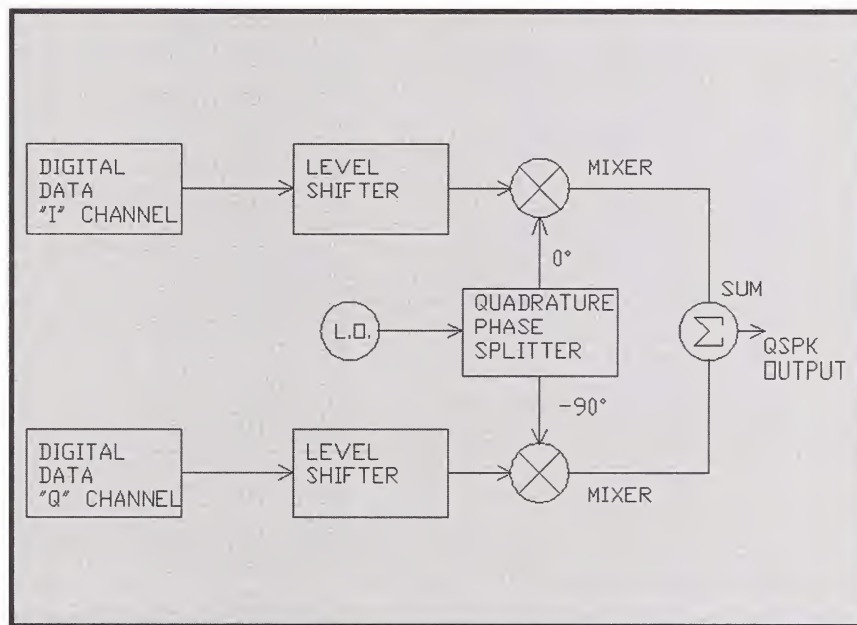 DIGITAL
DATA
"I" CHANNEL
LEVEL
SHIFTER
MIXER
0°
L.O.
QUADRATURE
PHASE
SPLITTER
SUM
Σ
QSPK
OUTPUT
-90°
DIGITAL
DATA
"Q" CHANNEL
LEVEL
SHIFTER
MIXER